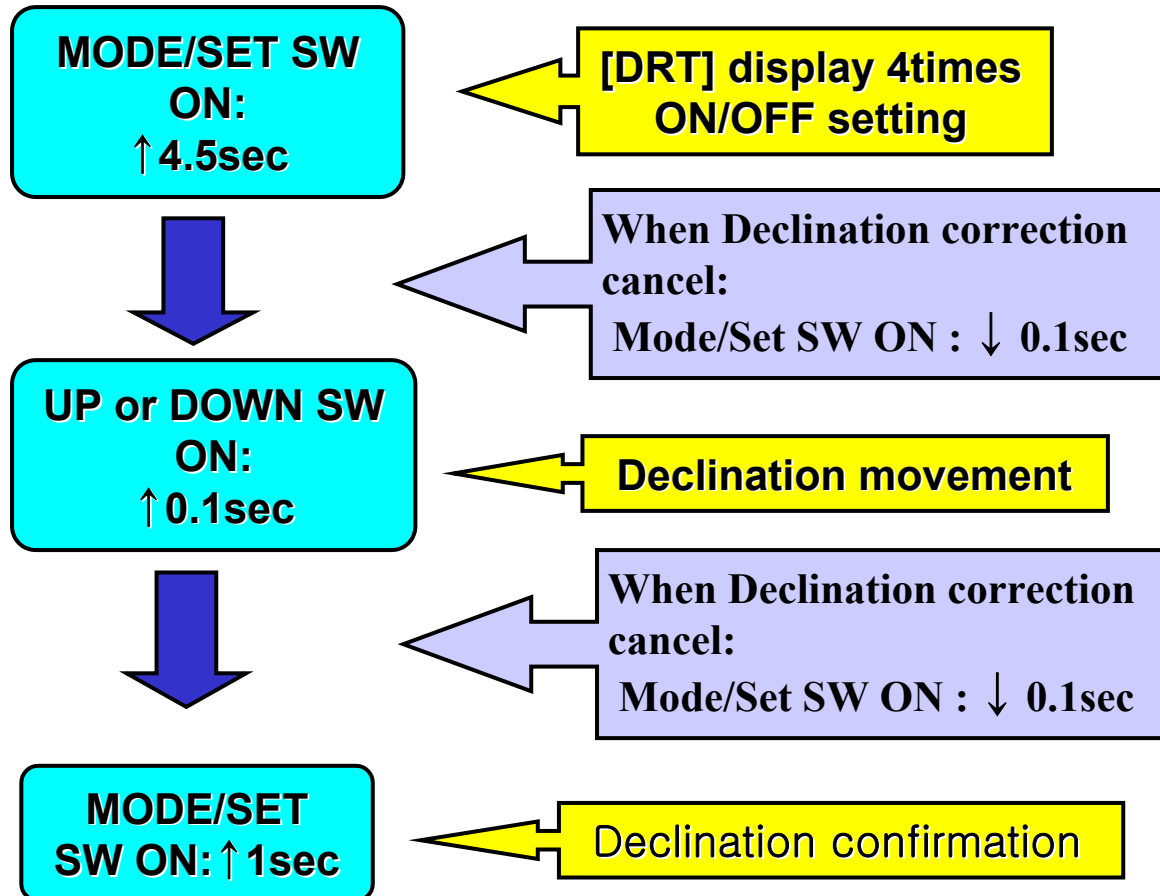 MODE/SET SW
ON:
↑4.5sec
[DRT] display 4times
ON/OFF setting
When Declination correction
cancel:
Mode/Set SW ON : ↓ 0.1sec
UP or DOWN SW
ON:
↑0.1sec
Declination movement
When Declination correction
cancel:
Mode/Set SW ON : ↓ 0.1sec
MODE/SET
SW ON:↑1sec
Declination confirmation